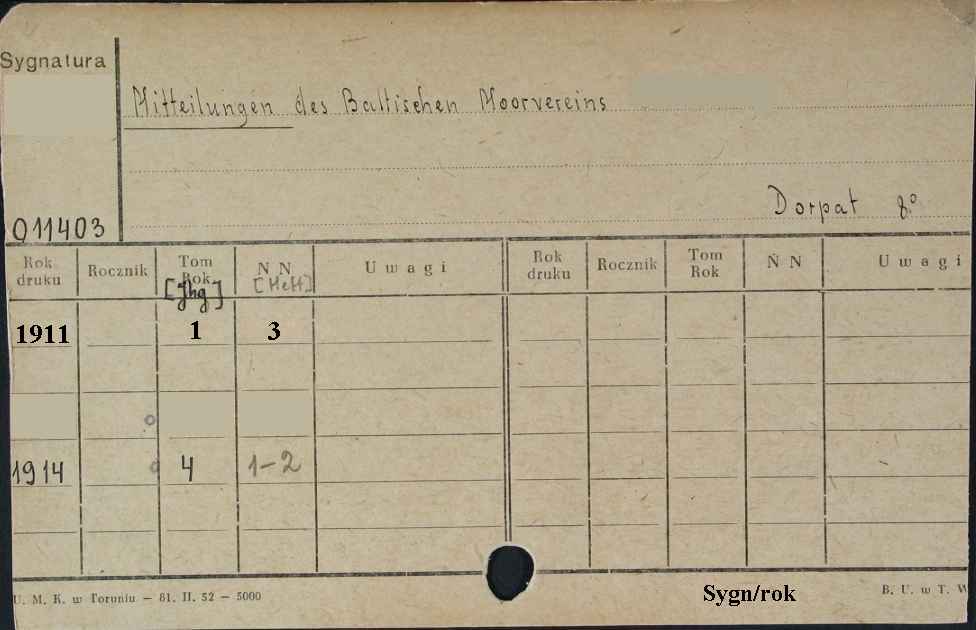 Sygnatura
Mitteilungen des Baltischen Moorvereins
Dorpat 8°
011403
Rok druku Rocznik Tom Rok [Jhg] N N [Heft] Uwagi Rok druku Rocznik Tom Rok N N Uwagi
1911 1 3
1914 4 1-2
U. M. K. w Toruniu - 81. II. 52 - 5000
Sygn/rok
B. U. w T. W